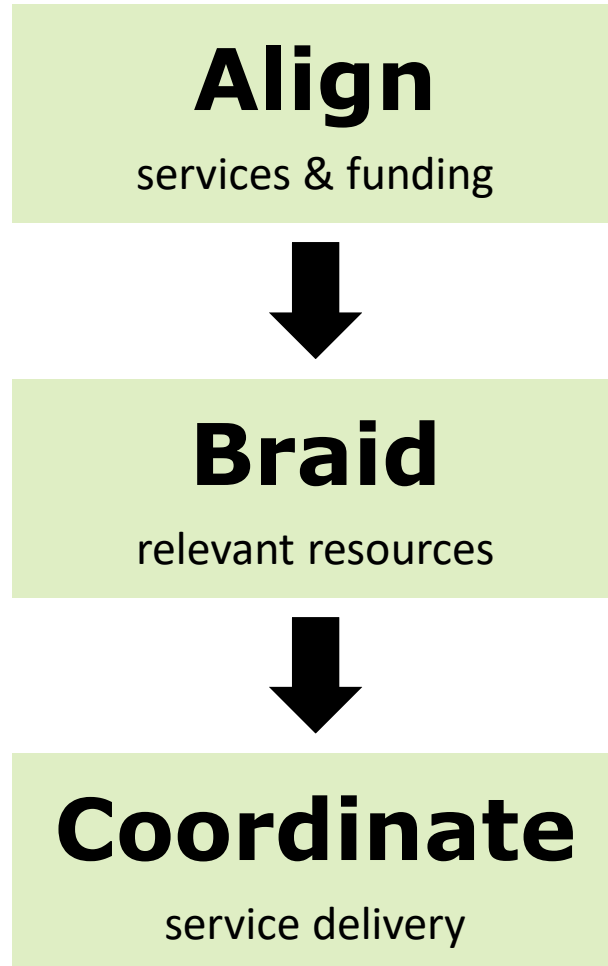 Align
services & funding
Braid
relevant resources
Coordinate
service delivery